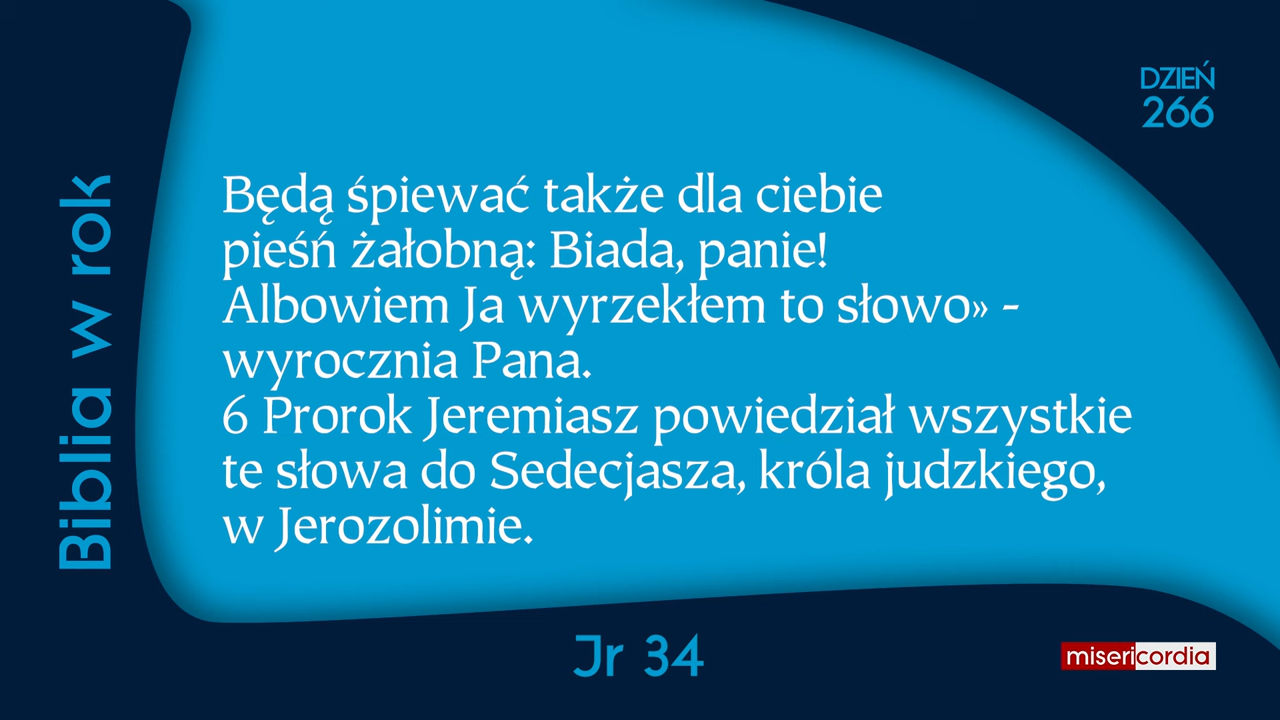 DZIEŃ
266
Biblia w rok
Będą śpiewać także dla ciebie
pieśń żałobną: Biada, panie!
Albowiem Ja wyrzekłem to słowo» -
wyrocznia Pana.
6 Prorok Jeremiasz powiedział wszystkie
te słowa do Sedecjasza, króla judzkiego,
w Jerozolimie.
Jr 34
misericordia